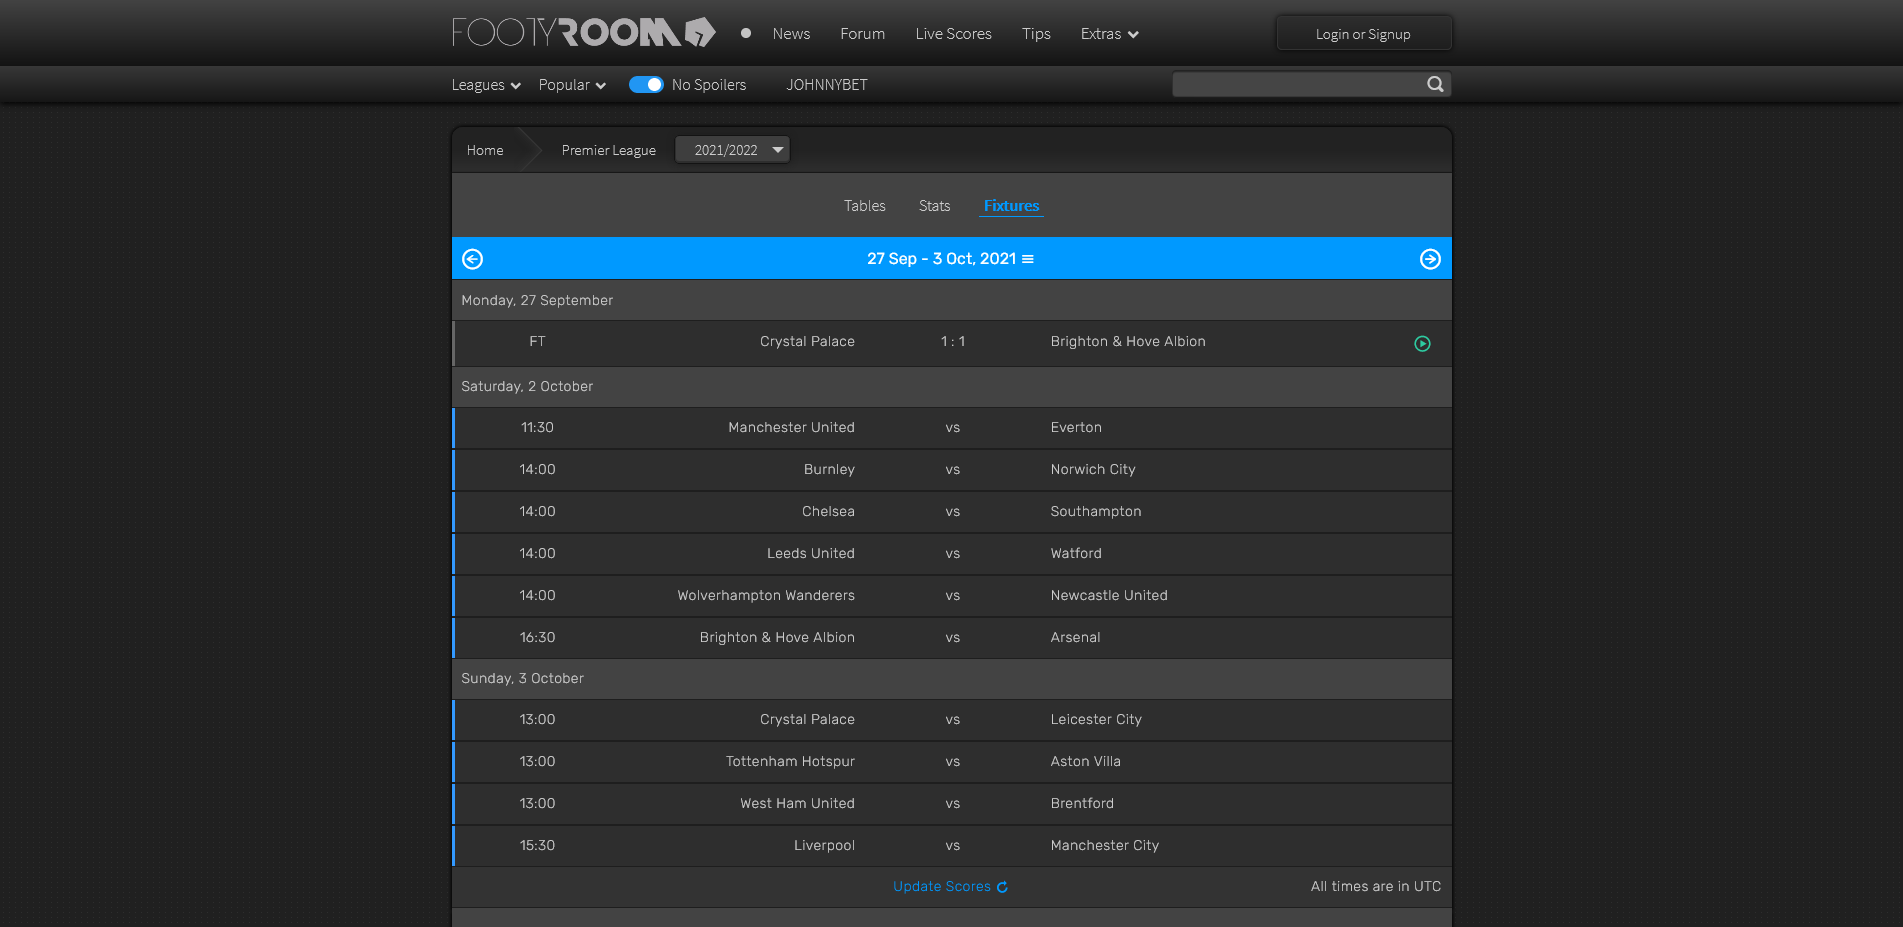 FOOTYROOM News Forum Live Scores Tips Extras Login or Signup
Leagues Popular No Spoilers JOHNNYBET
Home Premier League 2021/2022
Tables Stats Fixtures
27 Sep - 3 Oct, 2021
Monday, 27 September
FT Crystal Palace 1 : 1 Brighton & Hove Albion
Saturday, 2 October
11:30 Manchester United vs Everton
14:00 Burnley vs Norwich City
14:00 Chelsea vs Southampton
14:00 Leeds United vs Watford
14:00 Wolverhampton Wanderers vs Newcastle United
16:30 Brighton & Hove Albion vs Arsenal
Sunday, 3 October
13:00 Crystal Palace vs Leicester City
13:00 Tottenham Hotspur vs Aston Villa
13:00 West Ham United vs Brentford
15:30 Liverpool vs Manchester City
Update Scores All times are in UTC